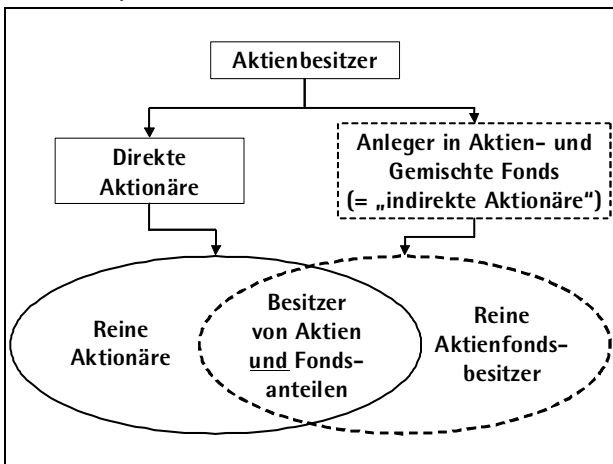 Aktienbesitzer
Direkte
Aktionäre
Anleger in Aktien- und
Gemischte Fonds
(= „indirekte Aktionäre“)
Reine
Aktionäre
Besitzer
von Aktien
und Fonds-
anteilen
Reine
Aktienfonds-
besitzer